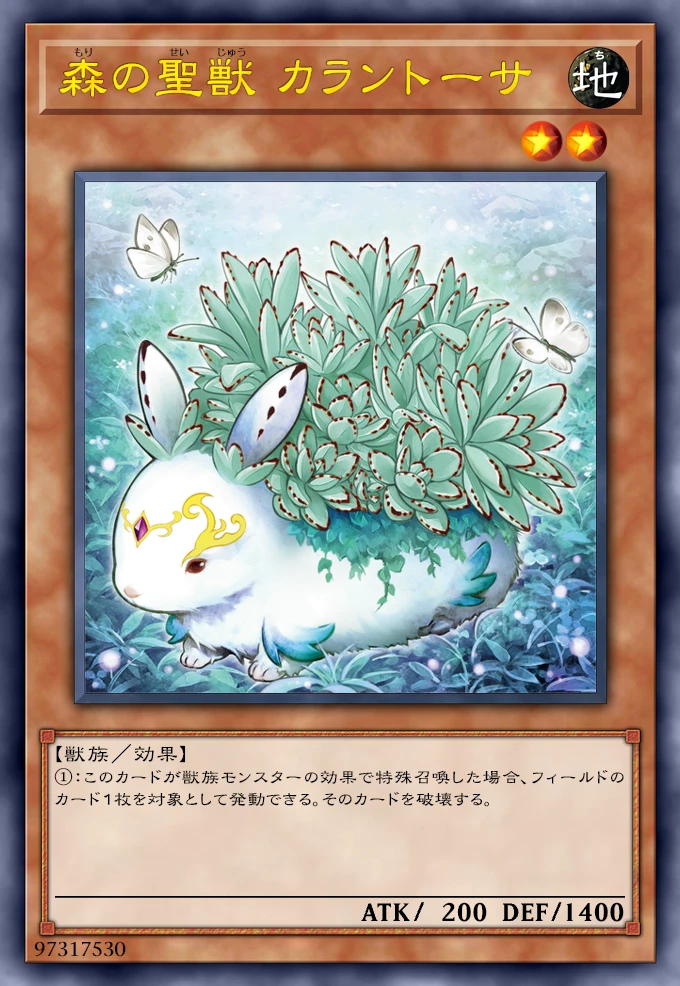 もり せい じゅう
森の聖獣 カラントーサ
ち
地
【獣族／効果】
①：このカードが獣族モンスターの効果で特殊召喚した場合、フィールドの
カード１枚を対象として発動できる。そのカードを破壊する。
ATK/ 200 DEF/1400
97317530